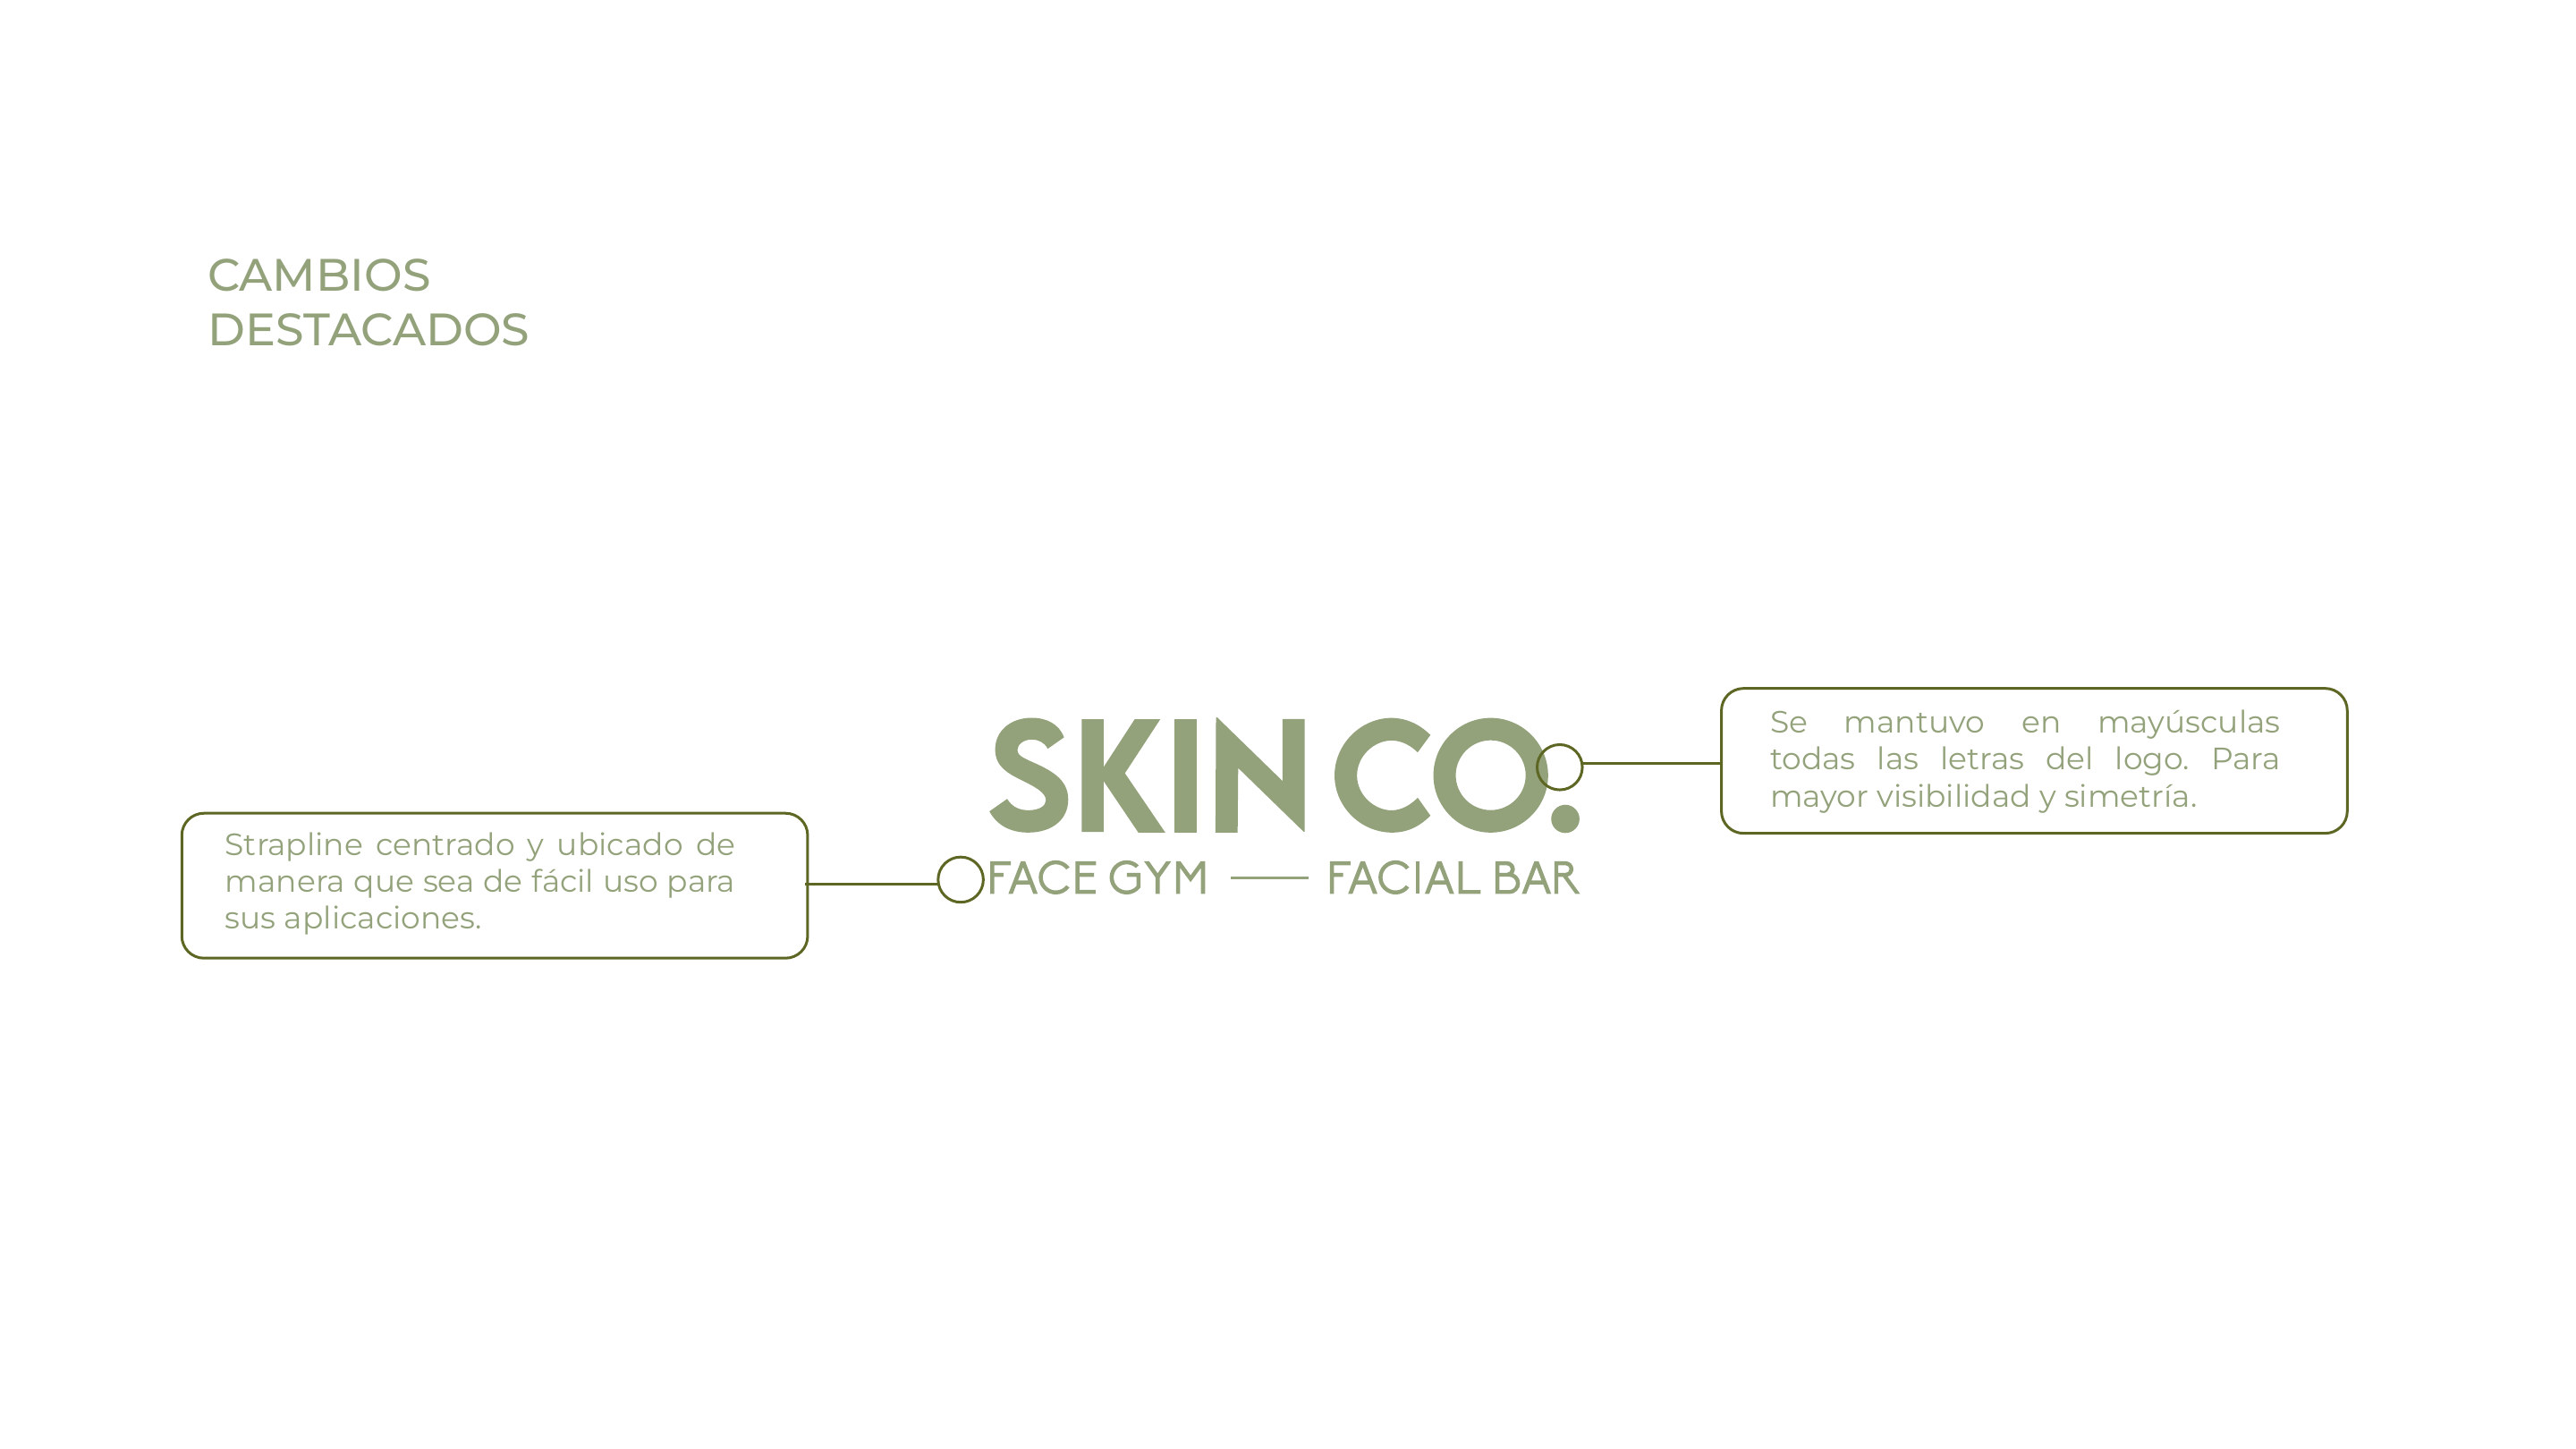 CAMBIOS
DESTACADOS
Se mantuvo en mayúsculas
todas las letras del logo. Para
mayor visibilidad y simetría.
SKIN CO.
FACE GYM — FACIAL BAR
Strapline centrado y ubicado de
manera que sea de fácil uso para
sus aplicaciones.